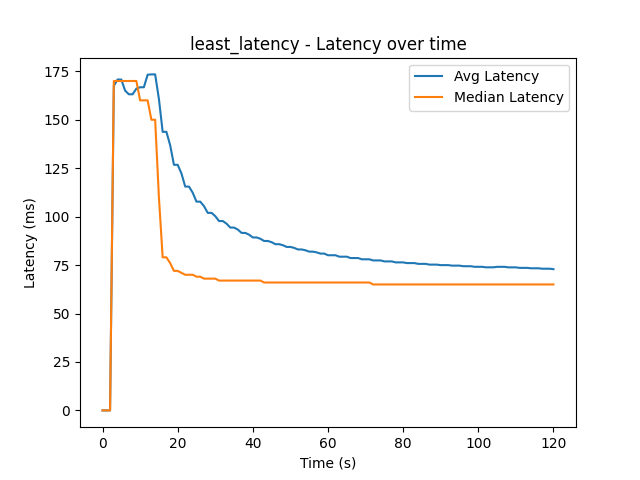 least_latency - Latency over time
Avg Latency
Median Latency
Latency (ms)
175
150
125
100
75
50
25
0
0 20 40 60 80 100 120
Time (s)